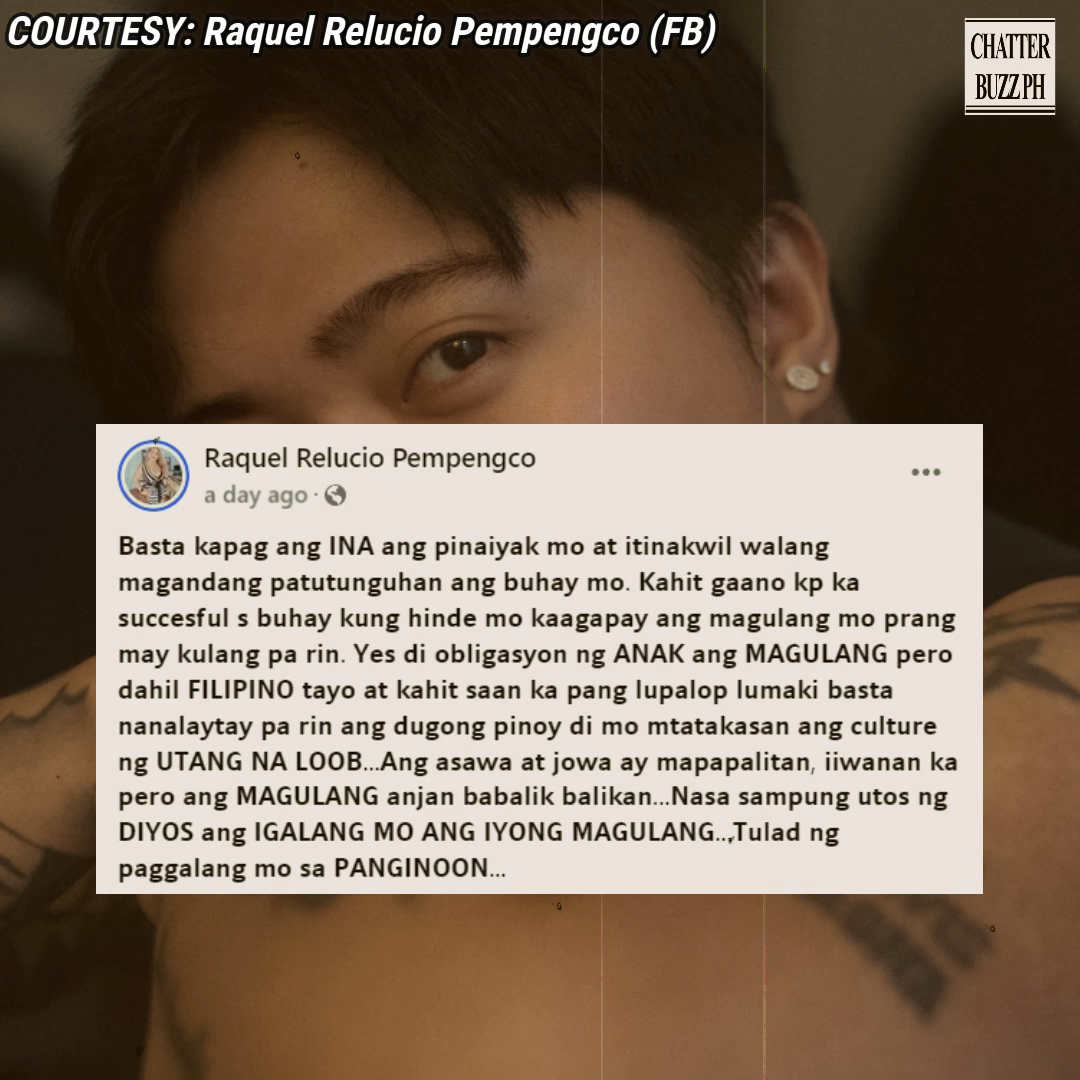 COURTESY: Raquel Relucio Pempengco (FB)
CHATTER
BUZZ PH
Raquel Relucio Pempengco
a day ago ·
Basta kapag ang INA ang pinaiyak mo at itinakwil walang
magandang patutunguhan ang buhay mo. Kahit gaano kp ka
succesful s buhay kung hinde mo kaagapay ang magulang mo prang
may kulang pa rin. Yes di obligasyon ng ANAK ang MAGULANG pero
dahil FILIPINO tayo at kahit saan ka pang lupalop lumaki basta
nanalaytay pa rin ang dugong pinoy di mo mtatakasan ang culture
ng UTANG NA LOOB...Ang asawa at jowa ay mapapalitan, iiwanan ka
pero ang MAGULANG anjan babalik balikan...Nasa sampung utos ng
DIYOS ang IGALANG MO ANG IYONG MAGULANG..,Tulad ng
paggalang mo sa PANGINOON...